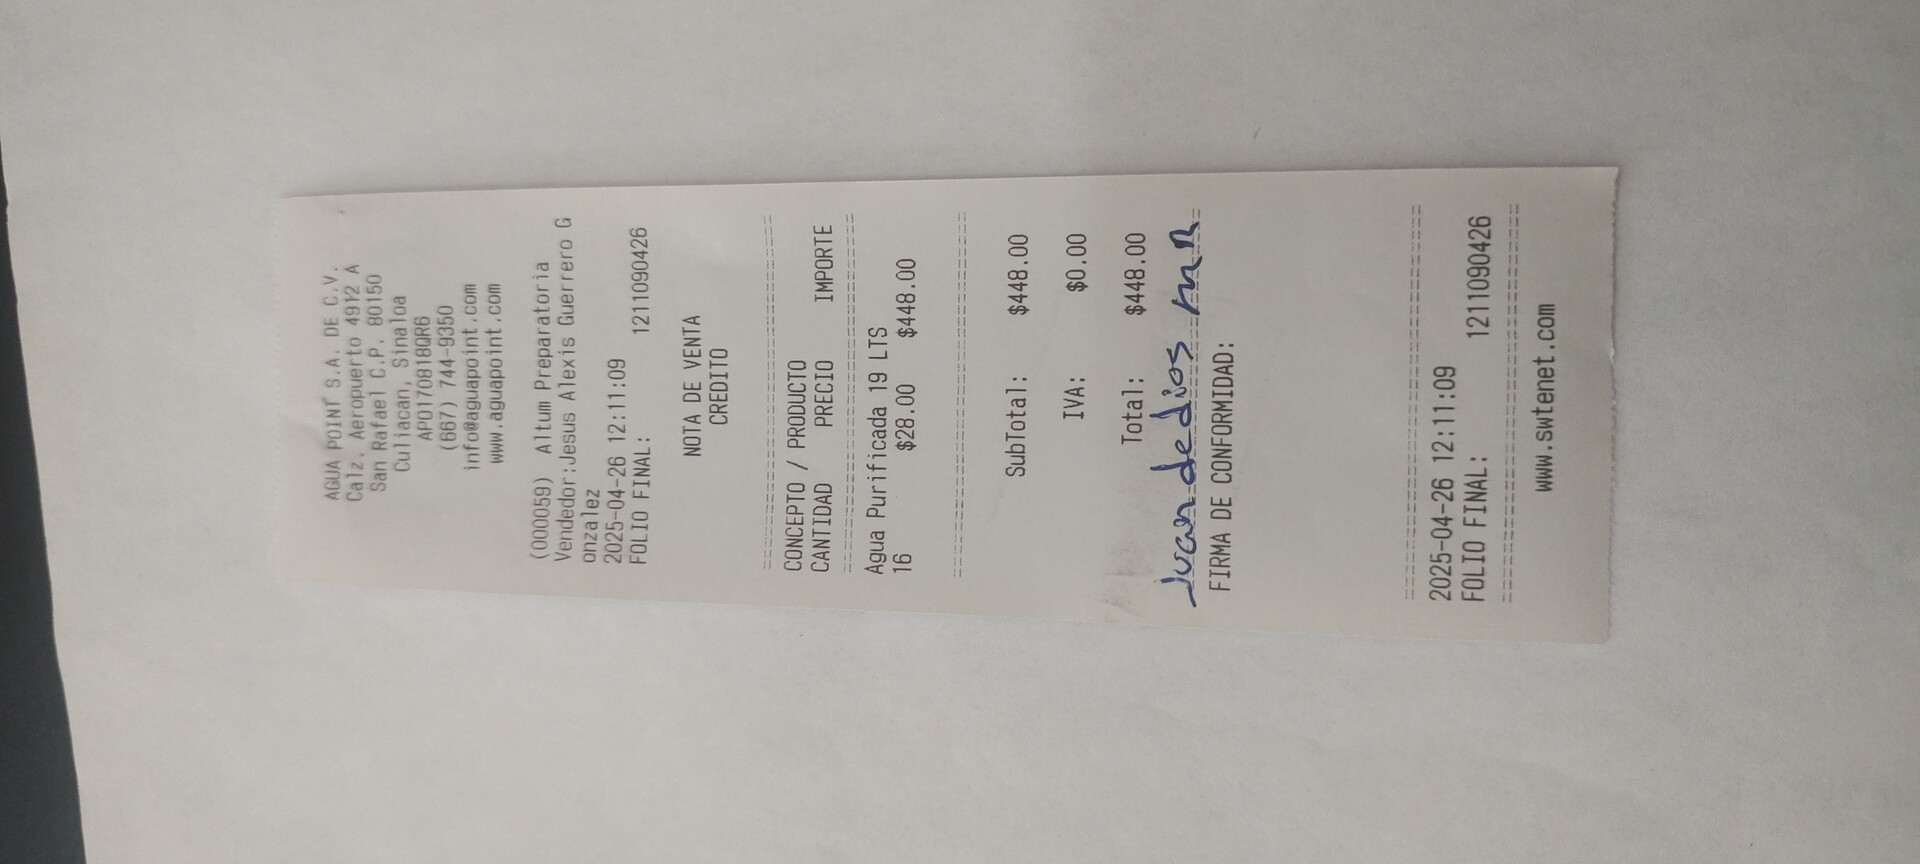 AGUA POINT S.A. DE C.V.
Calz. Aeropuerto 4912 A
San Rafael C.P. 80150
Culiacan, Sinaloa
APO170818QR6
(667) 744-9350
info@aguapoint.com
www.aguapoint.com
(000059) Altum Preparatoria
Vendedor:Jesus Alexis Guerrero G
onzalez
2025-04-26 12:11:09
FOLIO FINAL: 1211090426
NOTA DE VENTA
CREDITO
CONCEPTO / PRODUCTO
CANTIDAD PRECIO IMPORTE
Agua Purificada 19 LTS
16 $28.00 $448.00
SubTotal: $448.00
IVA: $0.00
Total: $448.00
Juan de dios m R
FIRMA DE CONFORMIDAD:
2025-04-26 12:11:09
FOLIO FINAL: 1211090426
www.swtenet.com